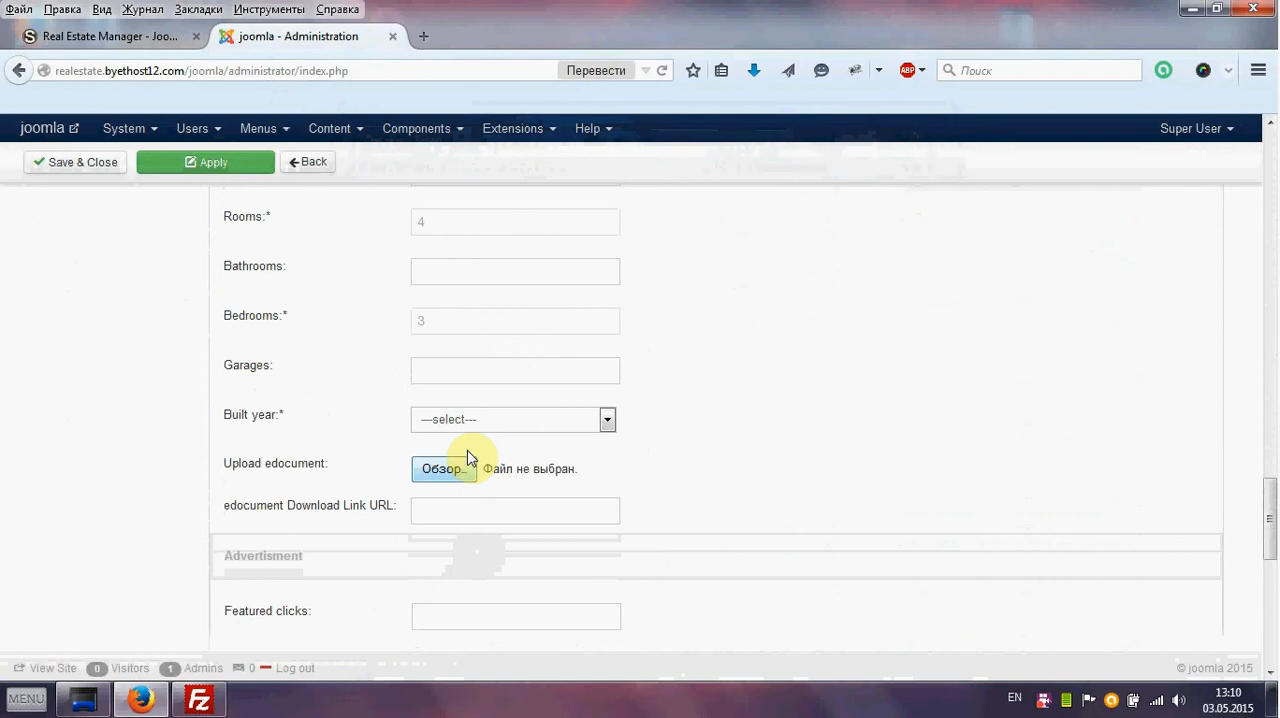 Файл Правка Вид Журнал Закладки Инструменты Справка
Real Estate Manager - Joo...
joomla - Administration
realestate.byethost12.com/joomla/administrator/index.php
Перевести
ABP
Поиск
joomla System Users Menus Content Components Extensions Help Super User
Save & Close Apply Back
Rooms:* 4
Bathrooms:
Bedrooms:* 3
Garages:
Built year:* ---select---
Upload edocument: Обзор... Файл не выбран.
edocument Download Link URL:
Advertisment
Featured clicks:
View Site 0 Visitors 1 Admins 0 Log out © joomla 2015
MENU
EN
13:10
03.05.2015